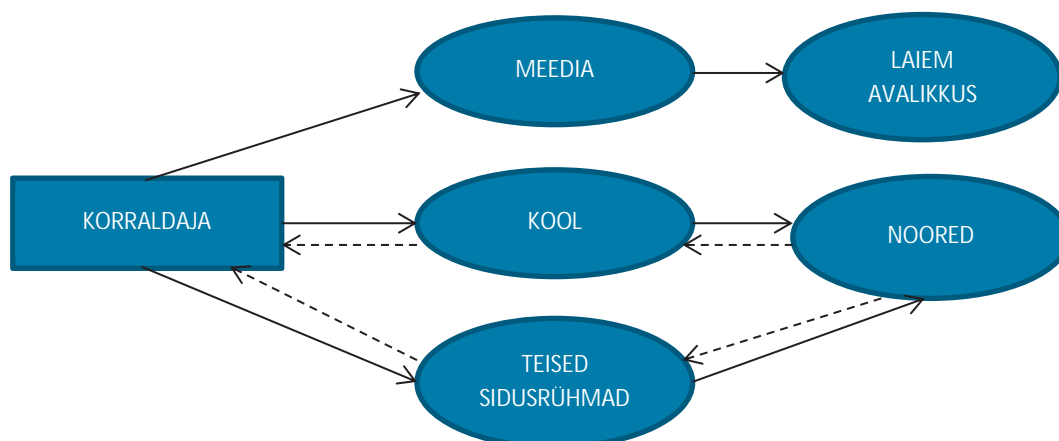 MEEDIA
LAIEM
AVALIKKUS
KORRALDAJA
KOOL
NOORED
TEISED
SIDUSRÜHMAD